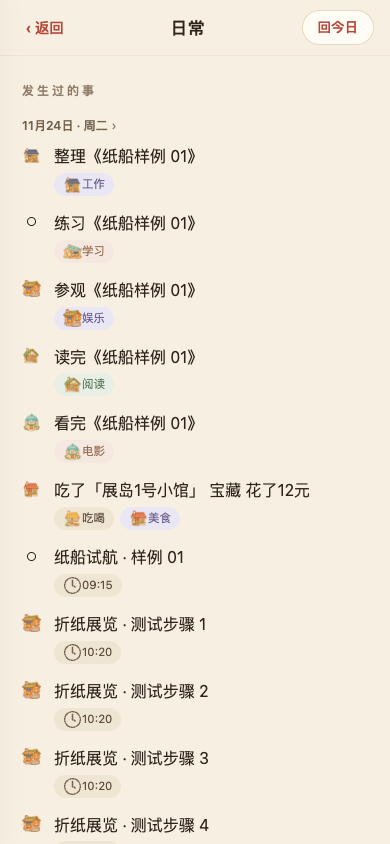 ‹ 返回
日常
回今日
发生过的事
11月24日 · 周二 ›
整理《纸船样例 01》
工作
练习《纸船样例 01》
学习
参观《纸船样例 01》
娱乐
读完《纸船样例 01》
阅读
看完《纸船样例 01》
电影
吃了「展岛1号小馆」 宝藏 花了12元
吃喝 美食
纸船试航 · 样例 01
09:15
折纸展览 · 测试步骤 1
10:20
折纸展览 · 测试步骤 2
10:20
折纸展览 · 测试步骤 3
10:20
折纸展览 · 测试步骤 4